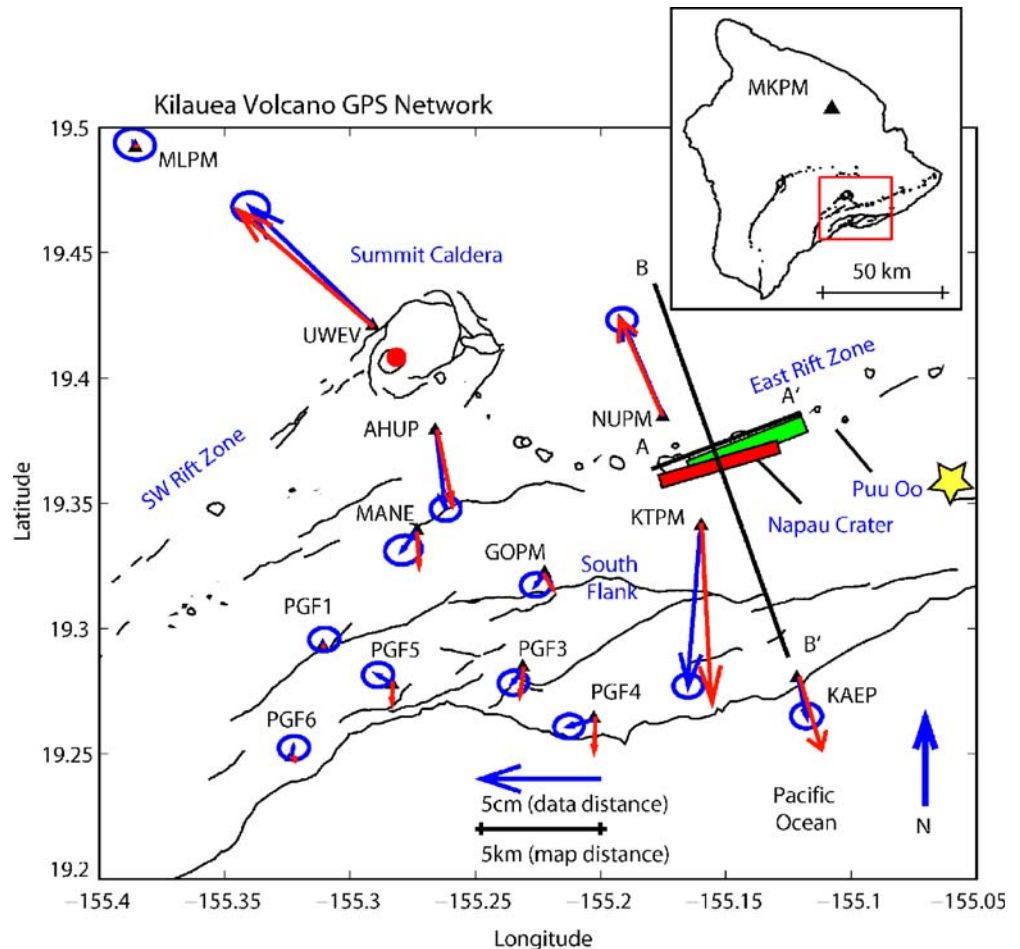 Kilauea Volcano GPS Network
MKPM
50 km
19.5
19.45
19.4
19.35
19.3
19.25
19.2
Latitude
MLPM
Summit Caldera
B
UWEV
East Rift Zone
A'
NUPM
A
AHUP
SW Rift Zone
Puu Oo
MANE
KTPM
Napau Crater
GOPM
South
Flank
PGF1
PGF5
PGF3
B'
PGF4
KAEP
PGF6
5cm (data distance)
5km (map distance)
Pacific
Ocean
N
−155.4
−155.35
−155.3
−155.25
−155.2
−155.15
−155.1
−155.05
Longitude